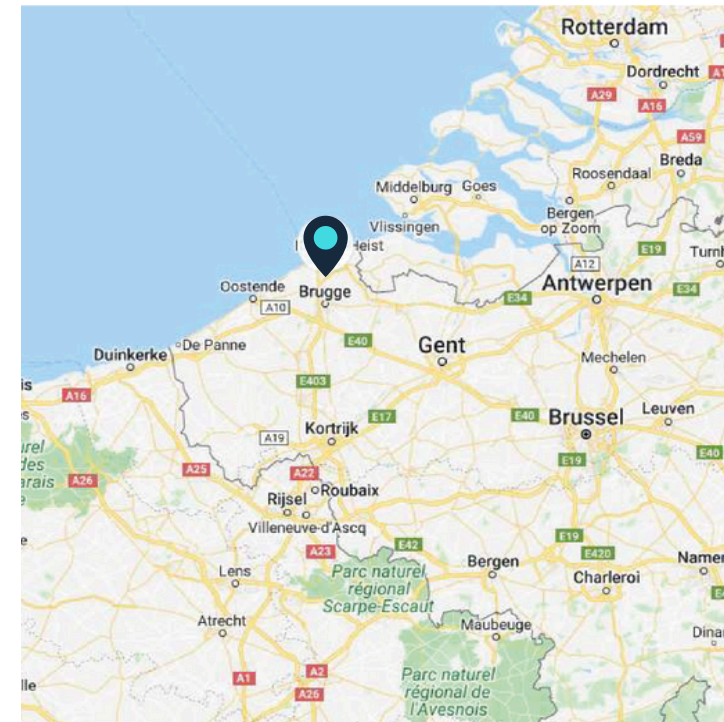 Rotterdam
Dordrecht
A29
A16
A59
Breda
Roosendaal
Middelburg
Goes
Bergen
op Zoom
Vlissingen
Heist
E19
A12
Turnh
Oostende
Brugge
A10
E34
Antwerpen
E34
De Panne
Duinkerke
E40
Gent
Mechelen
A16
E403
E17
E40
Brussel
Leuven
A19
Kortrijk
E19
E40
A26
A25
A22
Roubaix
Rijsel
Villeneuve-d'Ascq
A23
E42
E19
E420
Lens
Parc naturel
régional
Scarpe-Escaut
Bergen
Charleroi
Namen
Atrecht
Maubeuge
Dinan
A1
A2
A26
Parc naturel
régional de
l'Avesnois